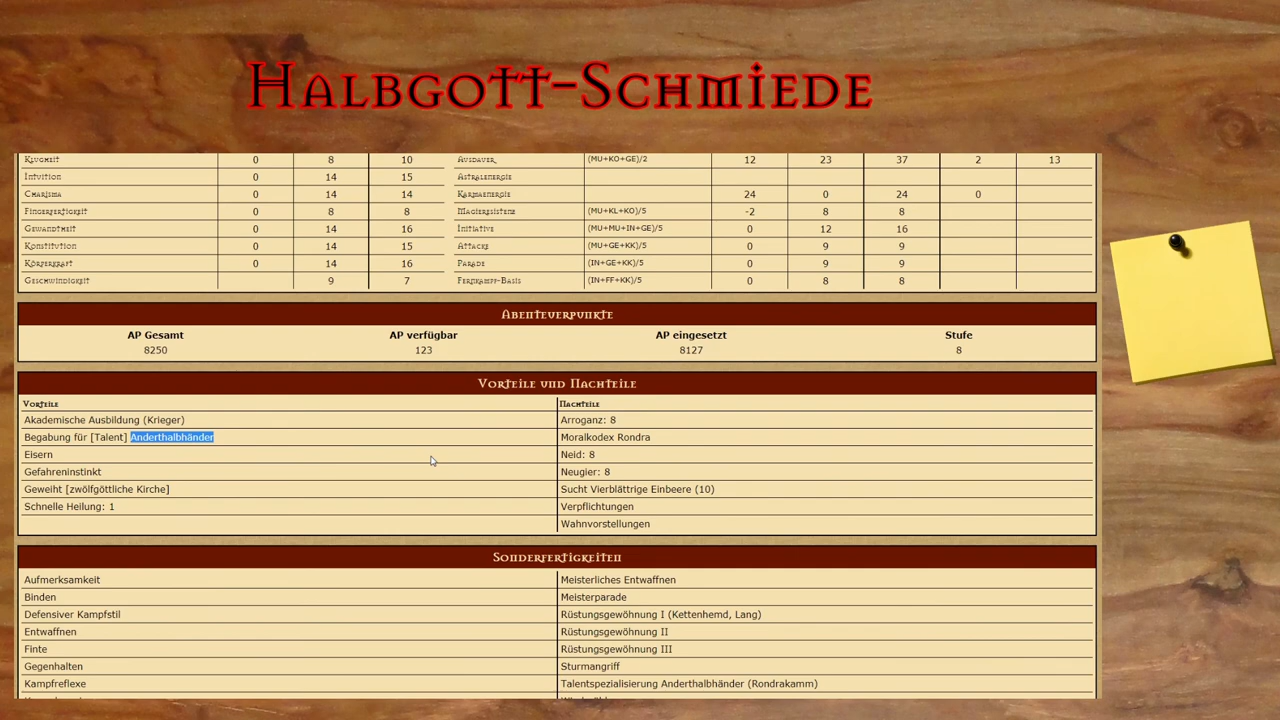 Halbgott-Schmiede
Klugheit 0 8 10 Ausdauer (MU+KO+GE)/2 12 23 37 2 13
Intuition 0 14 15 Astralenergie
Charisma 0 14 14 Karmaenergie 24 0 24 0
Fingerfertigkeit 0 8 8 Magieresistenz (MU+KL+KO)/5 -2 8 8
Gewandtheit 0 14 16 Initiative (MU+MU+IN+GE)/5 0 12 16
Konstitution 0 14 15 Attacke (MU+GE+KK)/5 0 9 9
Körperkraft 0 14 16 Parade (IN+GE+KK)/5 0 9 9
Geschwindigkeit 9 7 Fernkampf-Basis (IN+FF+KK)/5 0 8 8
Abenteuerpunkte
AP Gesamt AP verfügbar AP eingesetzt Stufe
8250 123 8127 8
Vorteile und Nachteile
Vorteile Nachteile
Akademische Ausbildung (Krieger) Arroganz: 8
Begabung für [Talent] Anderthalbhänder Moralkodex Rondra
Eisern Neid: 8
Gefahreninstinkt Neugier: 8
Geweiht [zwölfgöttliche Kirche] Sucht Vierblättrige Einbeere (10)
Schnelle Heilung: 1 Verpflichtungen
Wahnvorstellungen
Sonderfertigkeiten
Aufmerksamkeit Meisterliches Entwaffnen
Binden Meisterparade
Defensiver Kampfstil Rüstungsgewöhnung I (Kettenhemd, Lang)
Entwaffnen Rüstungsgewöhnung II
Finte Rüstungsgewöhnung III
Gegenhalten Sturmangriff
Kampfreflexe Talentspezialisierung Anderthalbhänder (Rondrakamm)